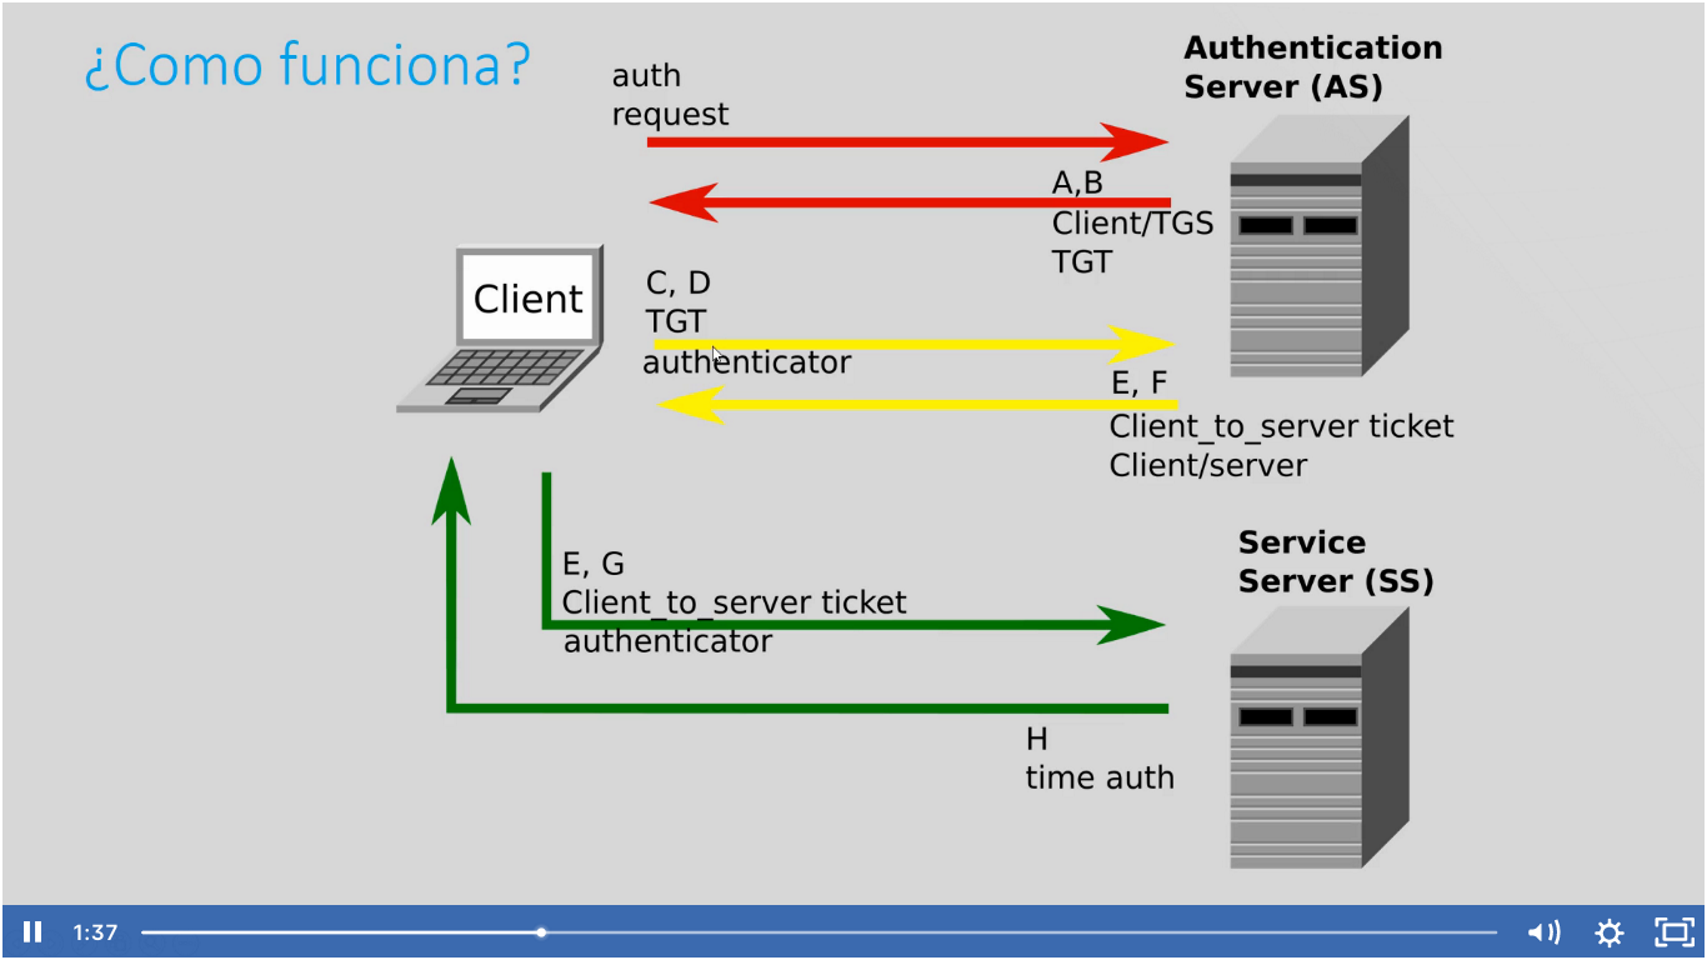 ¿Como funciona?
auth
request
Authentication
Server (AS)
A,B
Client/TGS
TGT
Client
C, D
TGT
authenticator
E, F
Client_to_server ticket
Client/server
E, G
Client_to_server ticket
authenticator
Service
Server (SS)
H
time auth
1:37